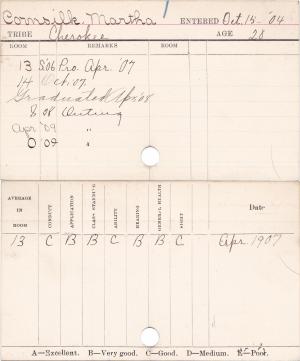 Cornsilk, Martha ENTERED Oct. 15-'04
TRIBE Cherokee AGE 28
ROOM REMARKS ROOM
13 S'06 Pro. Apr. '07
14 Oct. 07.
Graduated Apr. '08
8 '08 Outing
Apr '09 "
O '09 "
AVERAGE IN ROOM CONDUCT APPLICATION CLASS STANDING ABILITY READING GENERAL HEALTH SIGHT Date
13 C B B C B B C Apr. 1907
A—Excellent. B—Very good. C—Good. D—Medium. E—Poor.